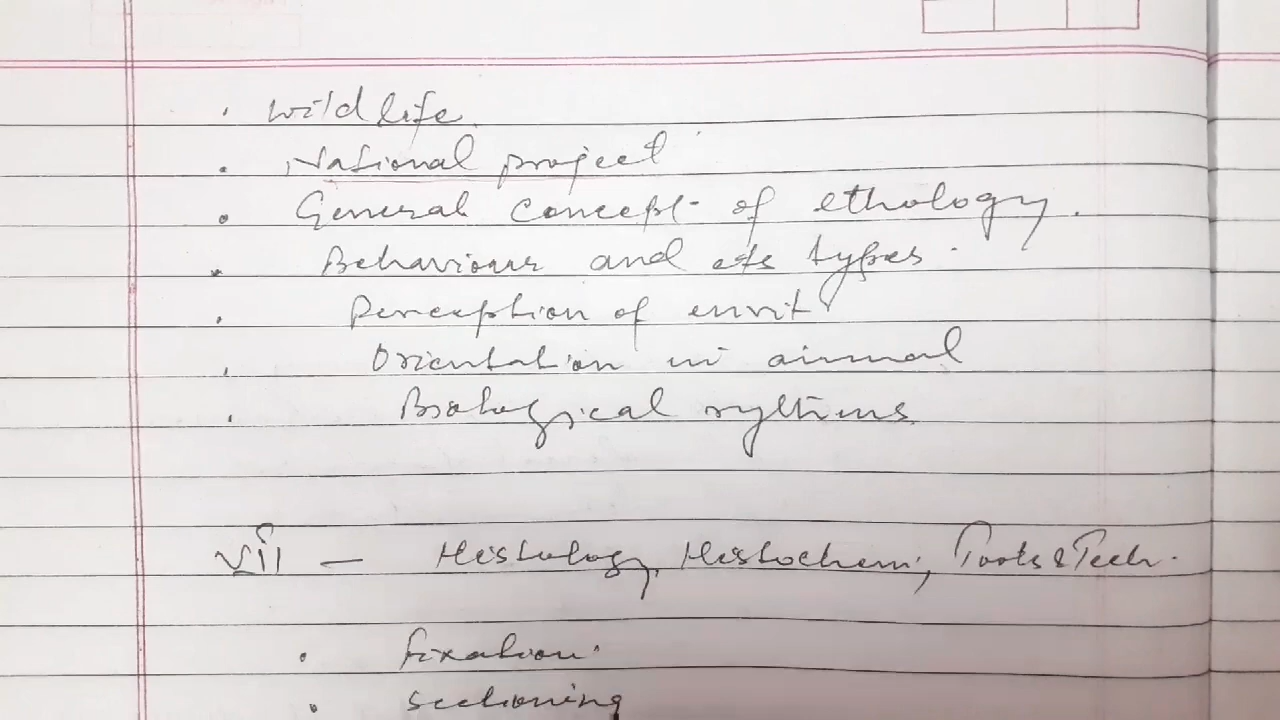 · Wildlife
· National project
· General concept of ethology.
· Behaviour and its types.
· Perception of envit
· Orientation in animal
· Biological rythms
VII — Histology, Histochem., Tools & Tech.
· fixation
· sectioning